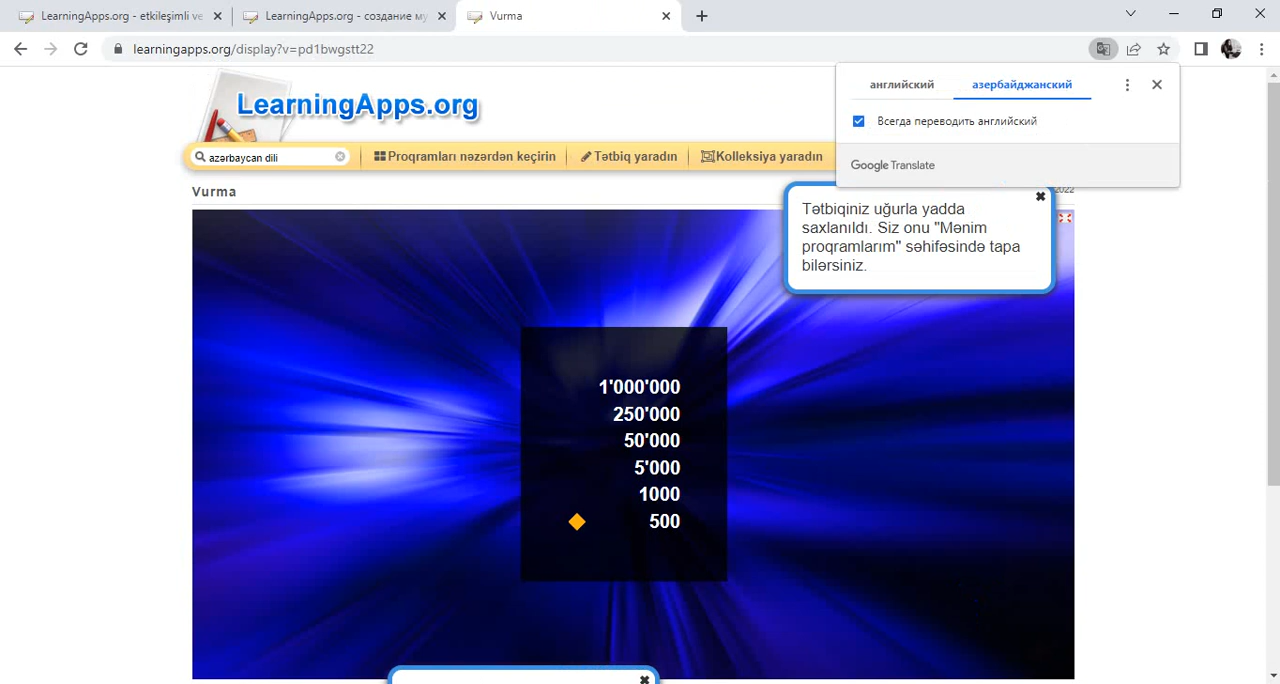 LearningApps.org - etkileşimli ve
LearningApps.org - создание му
Vurma
learningapps.org/display?v=pd1bwgstt22
английский
азербайджанский
Всегда переводить английский
Google Translate
LearningApps.org
azərbaycan dili
Proqramları nəzərdən keçirin
Tətbiq yaradın
Kolleksiya yaradın
Vurma
2022
Tətbiqiniz uğurla yadda
saxlanıldı. Siz onu "Mənim
proqramlarım" səhifəsində tapa
bilərsiniz.
1'000'000
250'000
50'000
5'000
1000
500